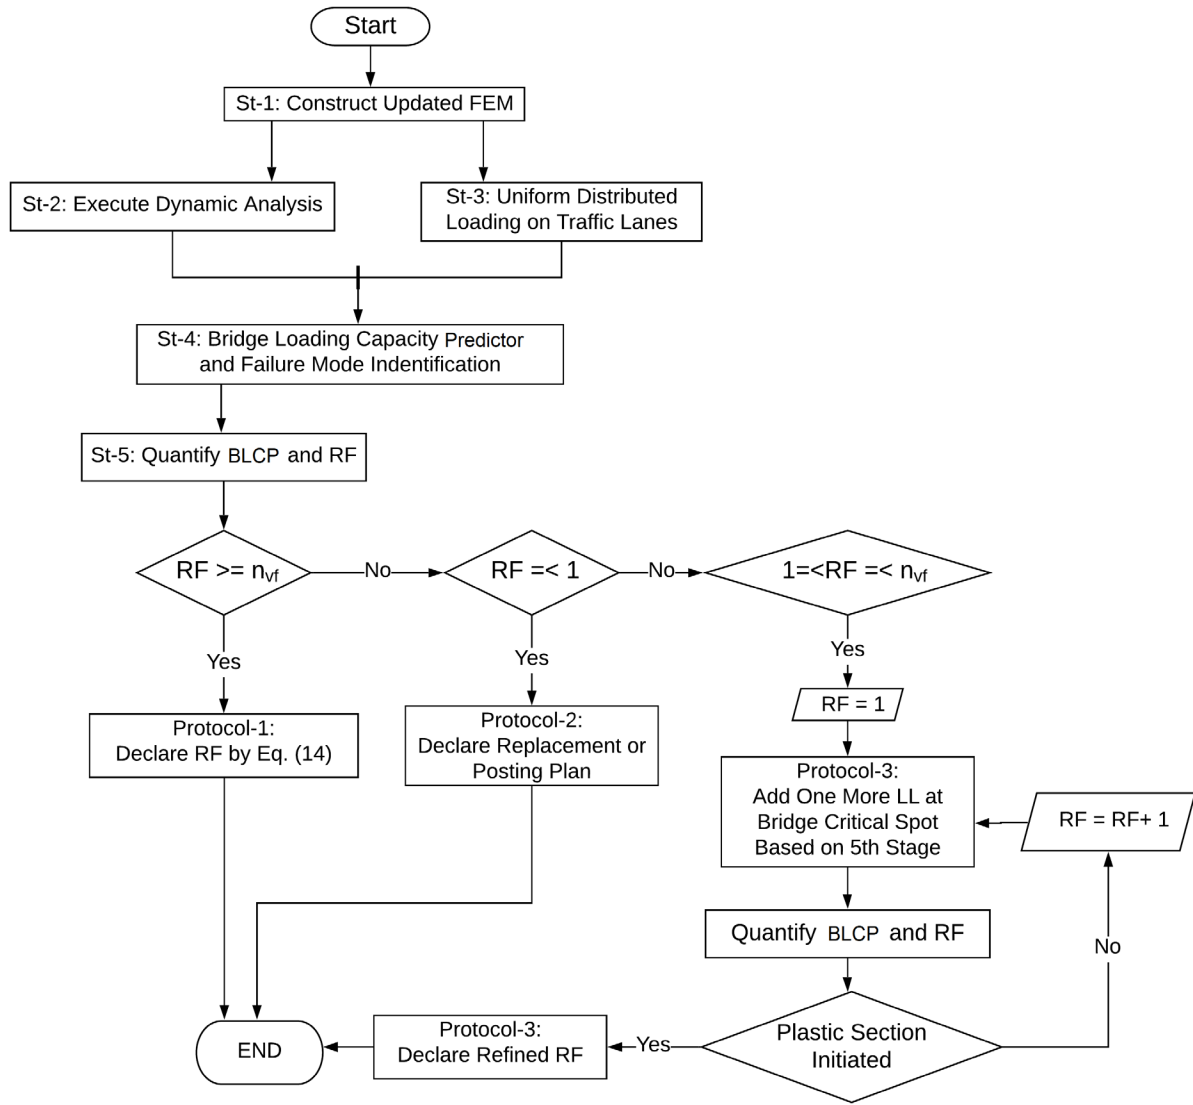 Start
St-1: Construct Updated FEM
St-2: Execute Dynamic Analysis
St-3: Uniform Distributed
Loading on Traffic Lanes
St-4: Bridge Loading Capacity Predictor
and Failure Mode Indentification
St-5: Quantify BLCP and RF
RF >= nvf
No
RF =< 1
No
1=<RF =< nvf
Yes
Yes
Yes
RF = 1
Protocol-1:
Declare RF by Eq. (14)
Protocol-2:
Declare Replacement or
Posting Plan
Protocol-3:
Add One More LL at
Bridge Critical Spot
Based on 5th Stage
RF = RF+ 1
Quantify BLCP and RF
No
Plastic Section
Initiated
Yes
Protocol-3:
Declare Refined RF
END